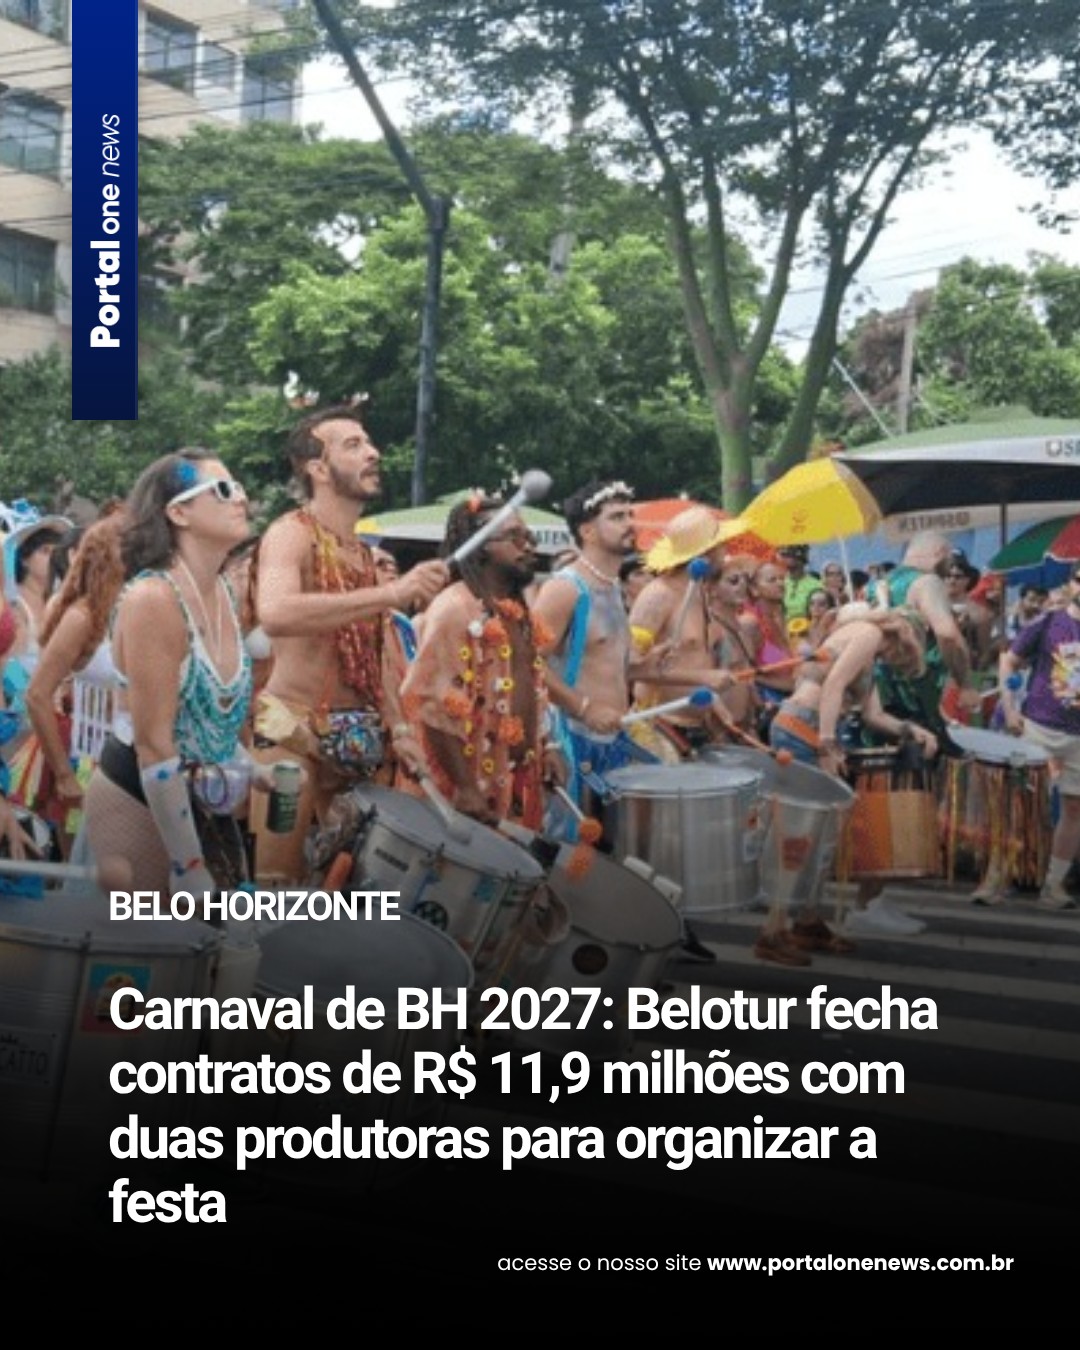 Portal one news
BELO HORIZONTE
Carnaval de BH 2027: Belotur fecha
contratos de R$ 11,9 milhões com
duas produtoras para organizar a
festa
acesse o nosso site www.portalonenews.com.br